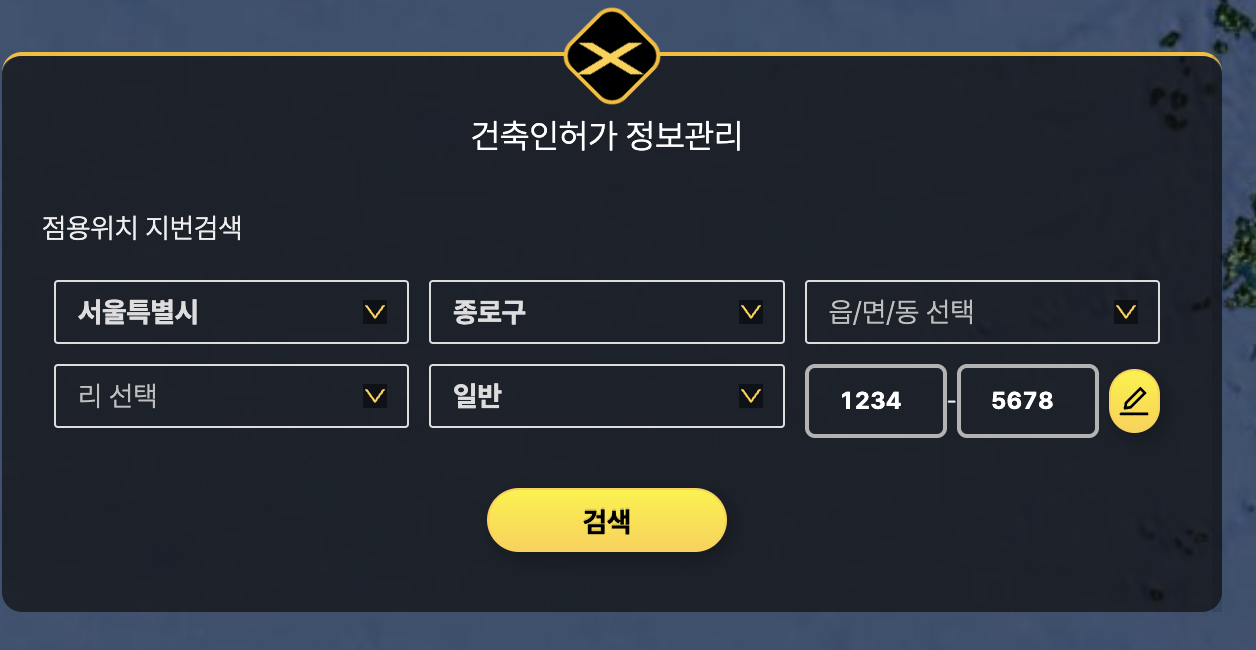 건축인허가 정보관리
점용위치 지번검색
서울특별시 종로구 읍/면/동 선택
리 선택 일반 1234 - 5678
검색